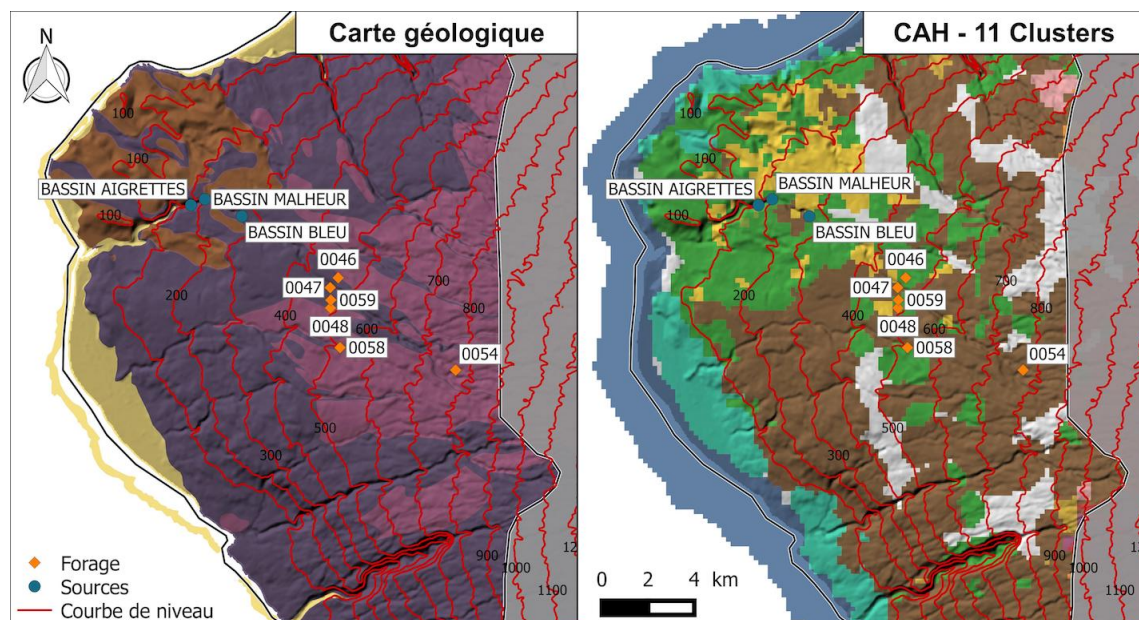 Carte géologique
N
100
100
BASSIN AIGRETTES
BASSIN MALHEUR
100
BASSIN BLEU
0046
0047
700
200
0059
800
400
0048
600
0058
0054
500
300
900
1000
1100
Forage
Sources
Courbe de niveau
CAH - 11 Clusters
100
100
BASSIN AIGRETTES
BASSIN MALHEUR
100
BASSIN BLEU
0046
0047
700
200
0059
800
400
0048
600
0058
0054
500
300
900
1000
1100
0 2 4 km